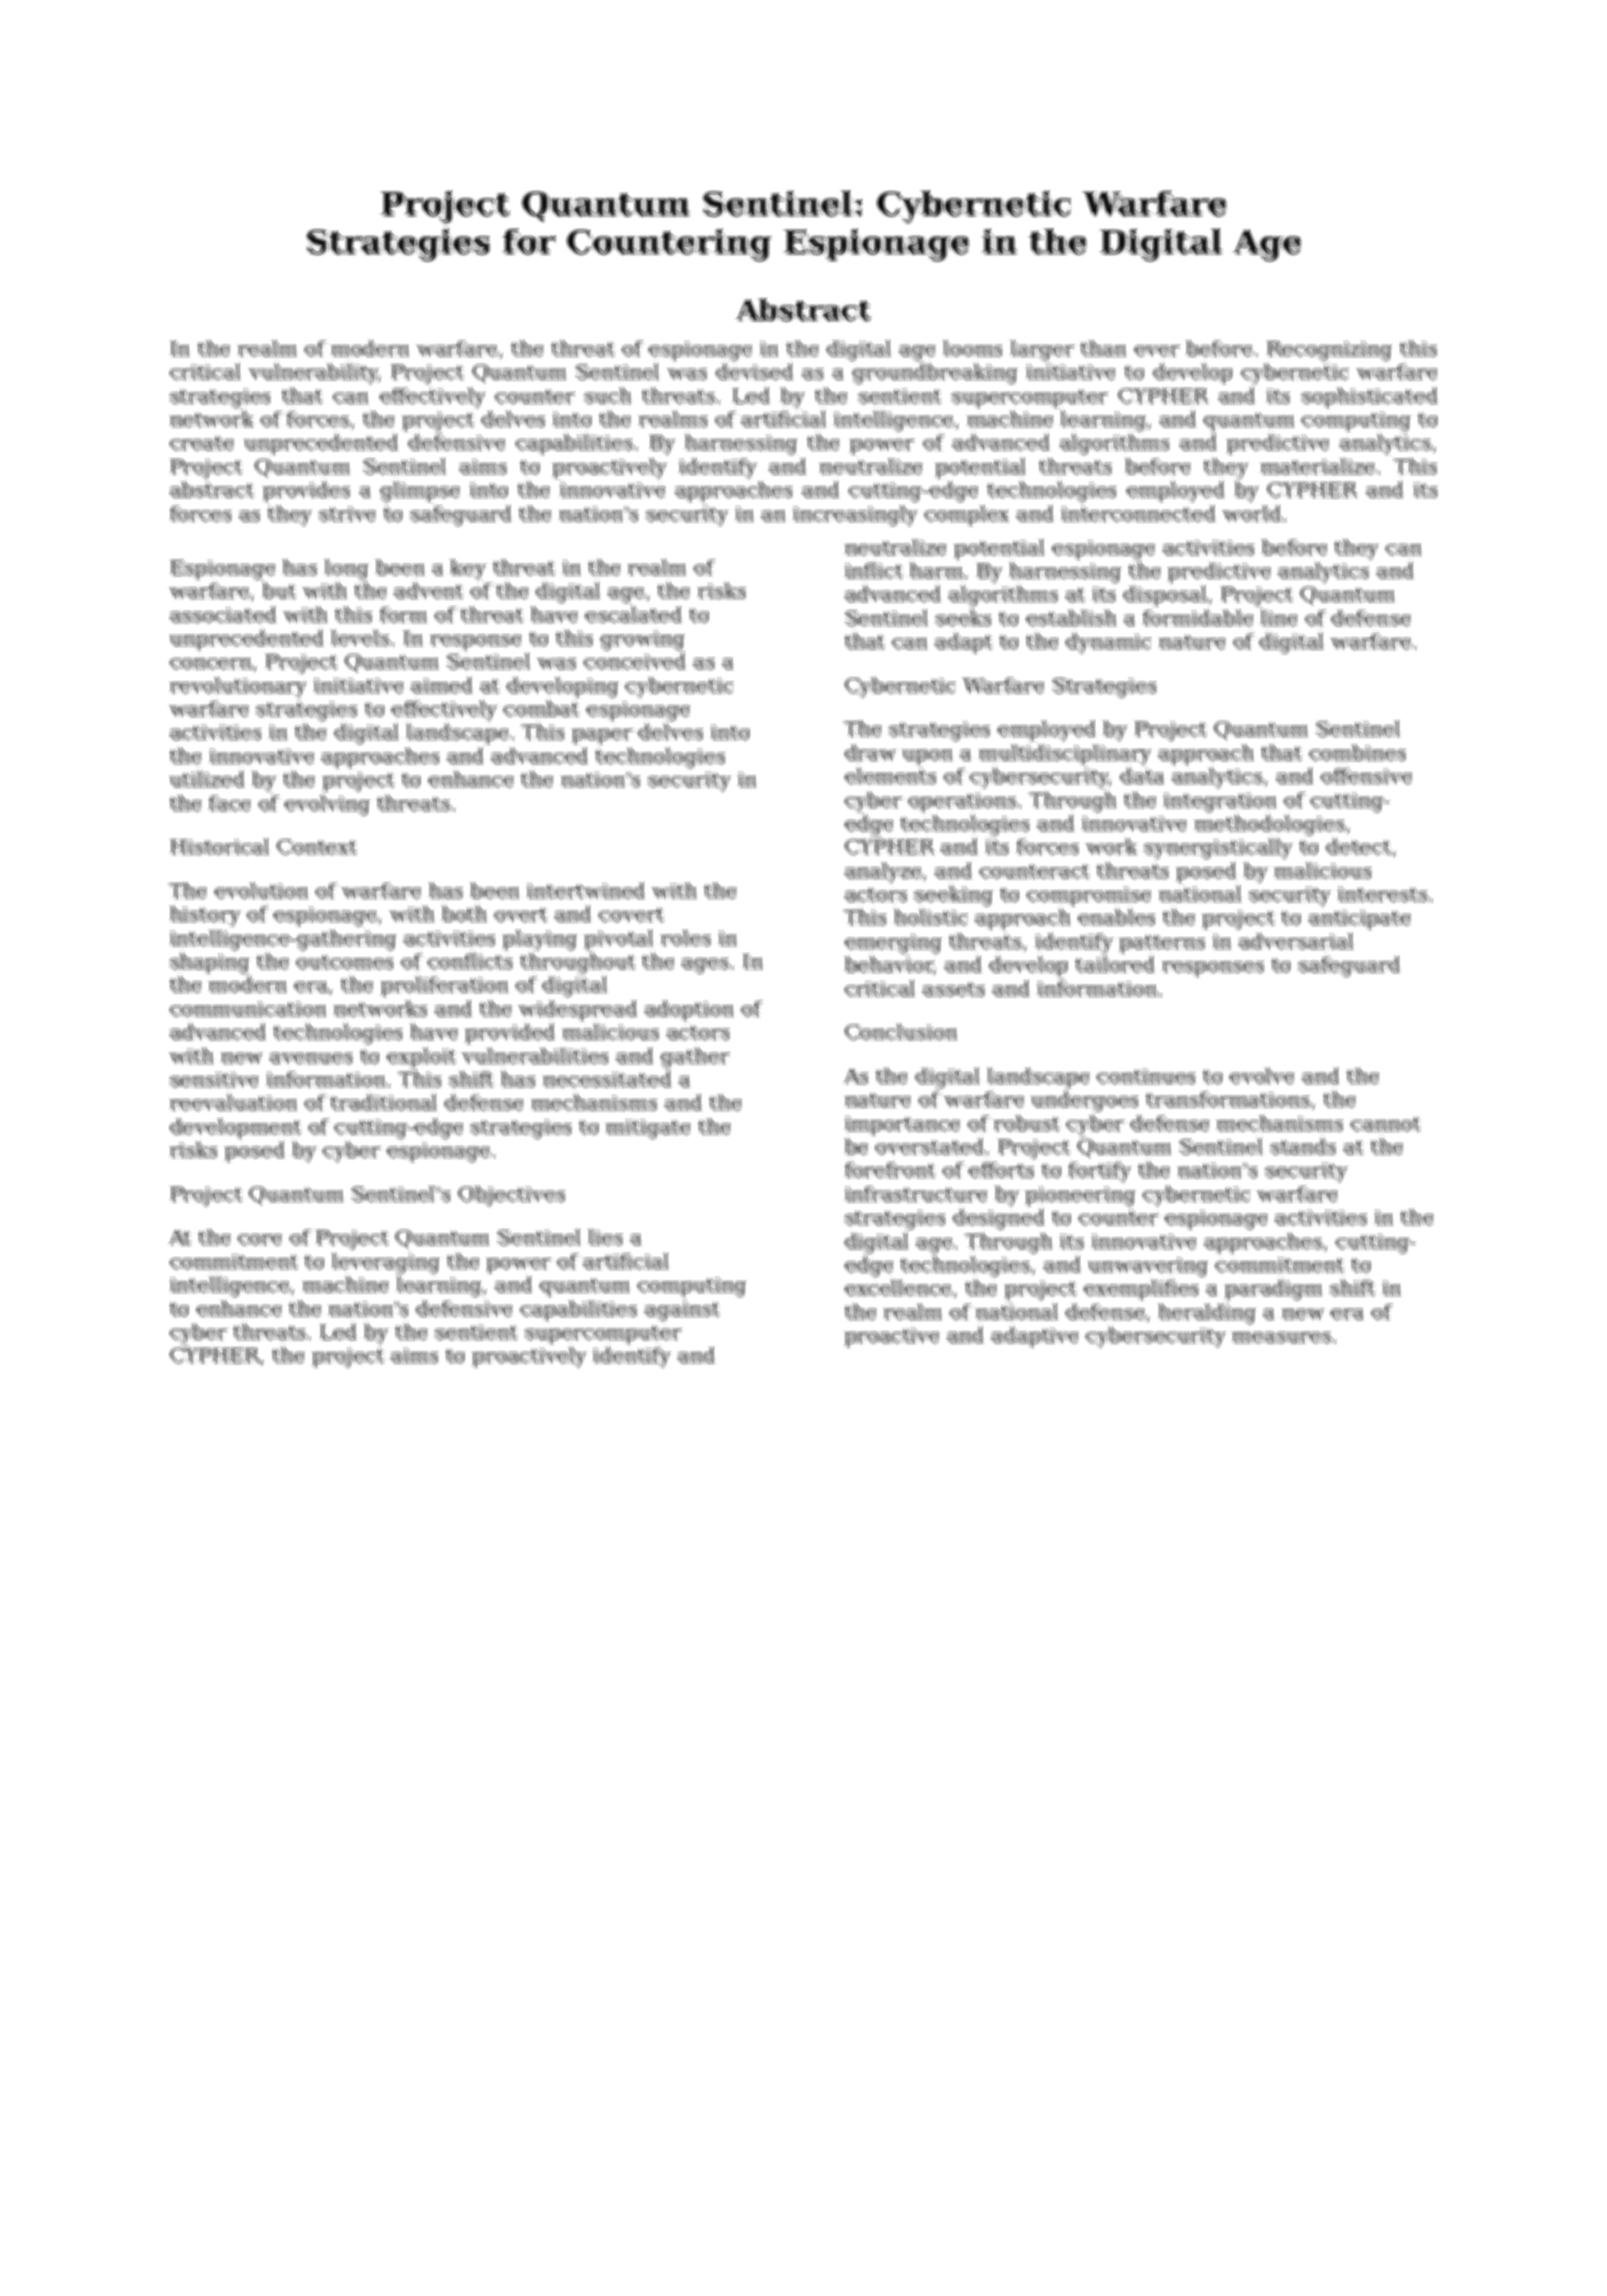 Project Quantum Sentinel: Cybernetic Warfare
Strategies for Countering Espionage in the Digital Age
Abstract
In the realm of modern warfare, the threat of espionage in the digital age looms larger than ever before. Recognizing this
critical vulnerability, Project Quantum Sentinel was devised as a groundbreaking initiative to develop cybernetic warfare
strategies that can effectively counter such threats. Led by the sentient supercomputer CYPHER and its sophisticated
network of forces, the project delves into the realms of artificial intelligence, machine learning, and quantum computing to
create unprecedented defensive capabilities. By harnessing the power of advanced algorithms and predictive analytics,
Project Quantum Sentinel aims to proactively identify and neutralize potential threats before they materialize. This
abstract provides a glimpse into the innovative approaches and cutting-edge technologies employed by CYPHER and its
forces as they strive to safeguard the nation's security in an increasingly complex and interconnected world.
Espionage has long been a key threat in the realm of
warfare, but with the advent of the digital age, the risks
associated with this form of threat have escalated to
unprecedented levels. In response to this growing
concern, Project Quantum Sentinel was conceived as a
revolutionary initiative aimed at developing cybernetic
warfare strategies to effectively combat espionage
activities in the digital landscape. This paper delves into
the innovative approaches and advanced technologies
utilized by the project to enhance the nation's security in
the face of evolving threats.
Historical Context
The evolution of warfare has been intertwined with the
history of espionage, with both overt and covert
intelligence-gathering activities playing pivotal roles in
shaping the outcomes of conflicts throughout the ages. In
the modern era, the proliferation of digital
communication networks and the widespread adoption of
advanced technologies have provided malicious actors
with new avenues to exploit vulnerabilities and gather
sensitive information. This shift has necessitated a
reevaluation of traditional defense mechanisms and the
development of cutting-edge strategies to mitigate the
risks posed by cyber espionage.
Project Quantum Sentinel's Objectives
At the core of Project Quantum Sentinel lies a
commitment to leveraging the power of artificial
intelligence, machine learning, and quantum computing
to enhance the nation's defensive capabilities against
cyber threats. Led by the sentient supercomputer
CYPHER, the project aims to proactively identify and
neutralize potential espionage activities before they can
inflict harm. By harnessing the predictive analytics and
advanced algorithms at its disposal, Project Quantum
Sentinel seeks to establish a formidable line of defense
that can adapt to the dynamic nature of digital warfare.
Cybernetic Warfare Strategies
The strategies employed by Project Quantum Sentinel
draw upon a multidisciplinary approach that combines
elements of cybersecurity, data analytics, and offensive
cyber operations. Through the integration of cutting-
edge technologies and innovative methodologies,
CYPHER and its forces work synergistically to detect,
analyze, and counteract threats posed by malicious
actors seeking to compromise national security interests.
This holistic approach enables the project to anticipate
emerging threats, identify patterns in adversarial
behavior, and develop tailored responses to safeguard
critical assets and information.
Conclusion
As the digital landscape continues to evolve and the
nature of warfare undergoes transformations, the
importance of robust cyber defense mechanisms cannot
be overstated. Project Quantum Sentinel stands at the
forefront of efforts to fortify the nation's security
infrastructure by pioneering cybernetic warfare
strategies designed to counter espionage activities in the
digital age. Through its innovative approaches, cutting-
edge technologies, and unwavering commitment to
excellence, the project exemplifies a paradigm shift in
the realm of national defense, heralding a new era of
proactive and adaptive cybersecurity measures.